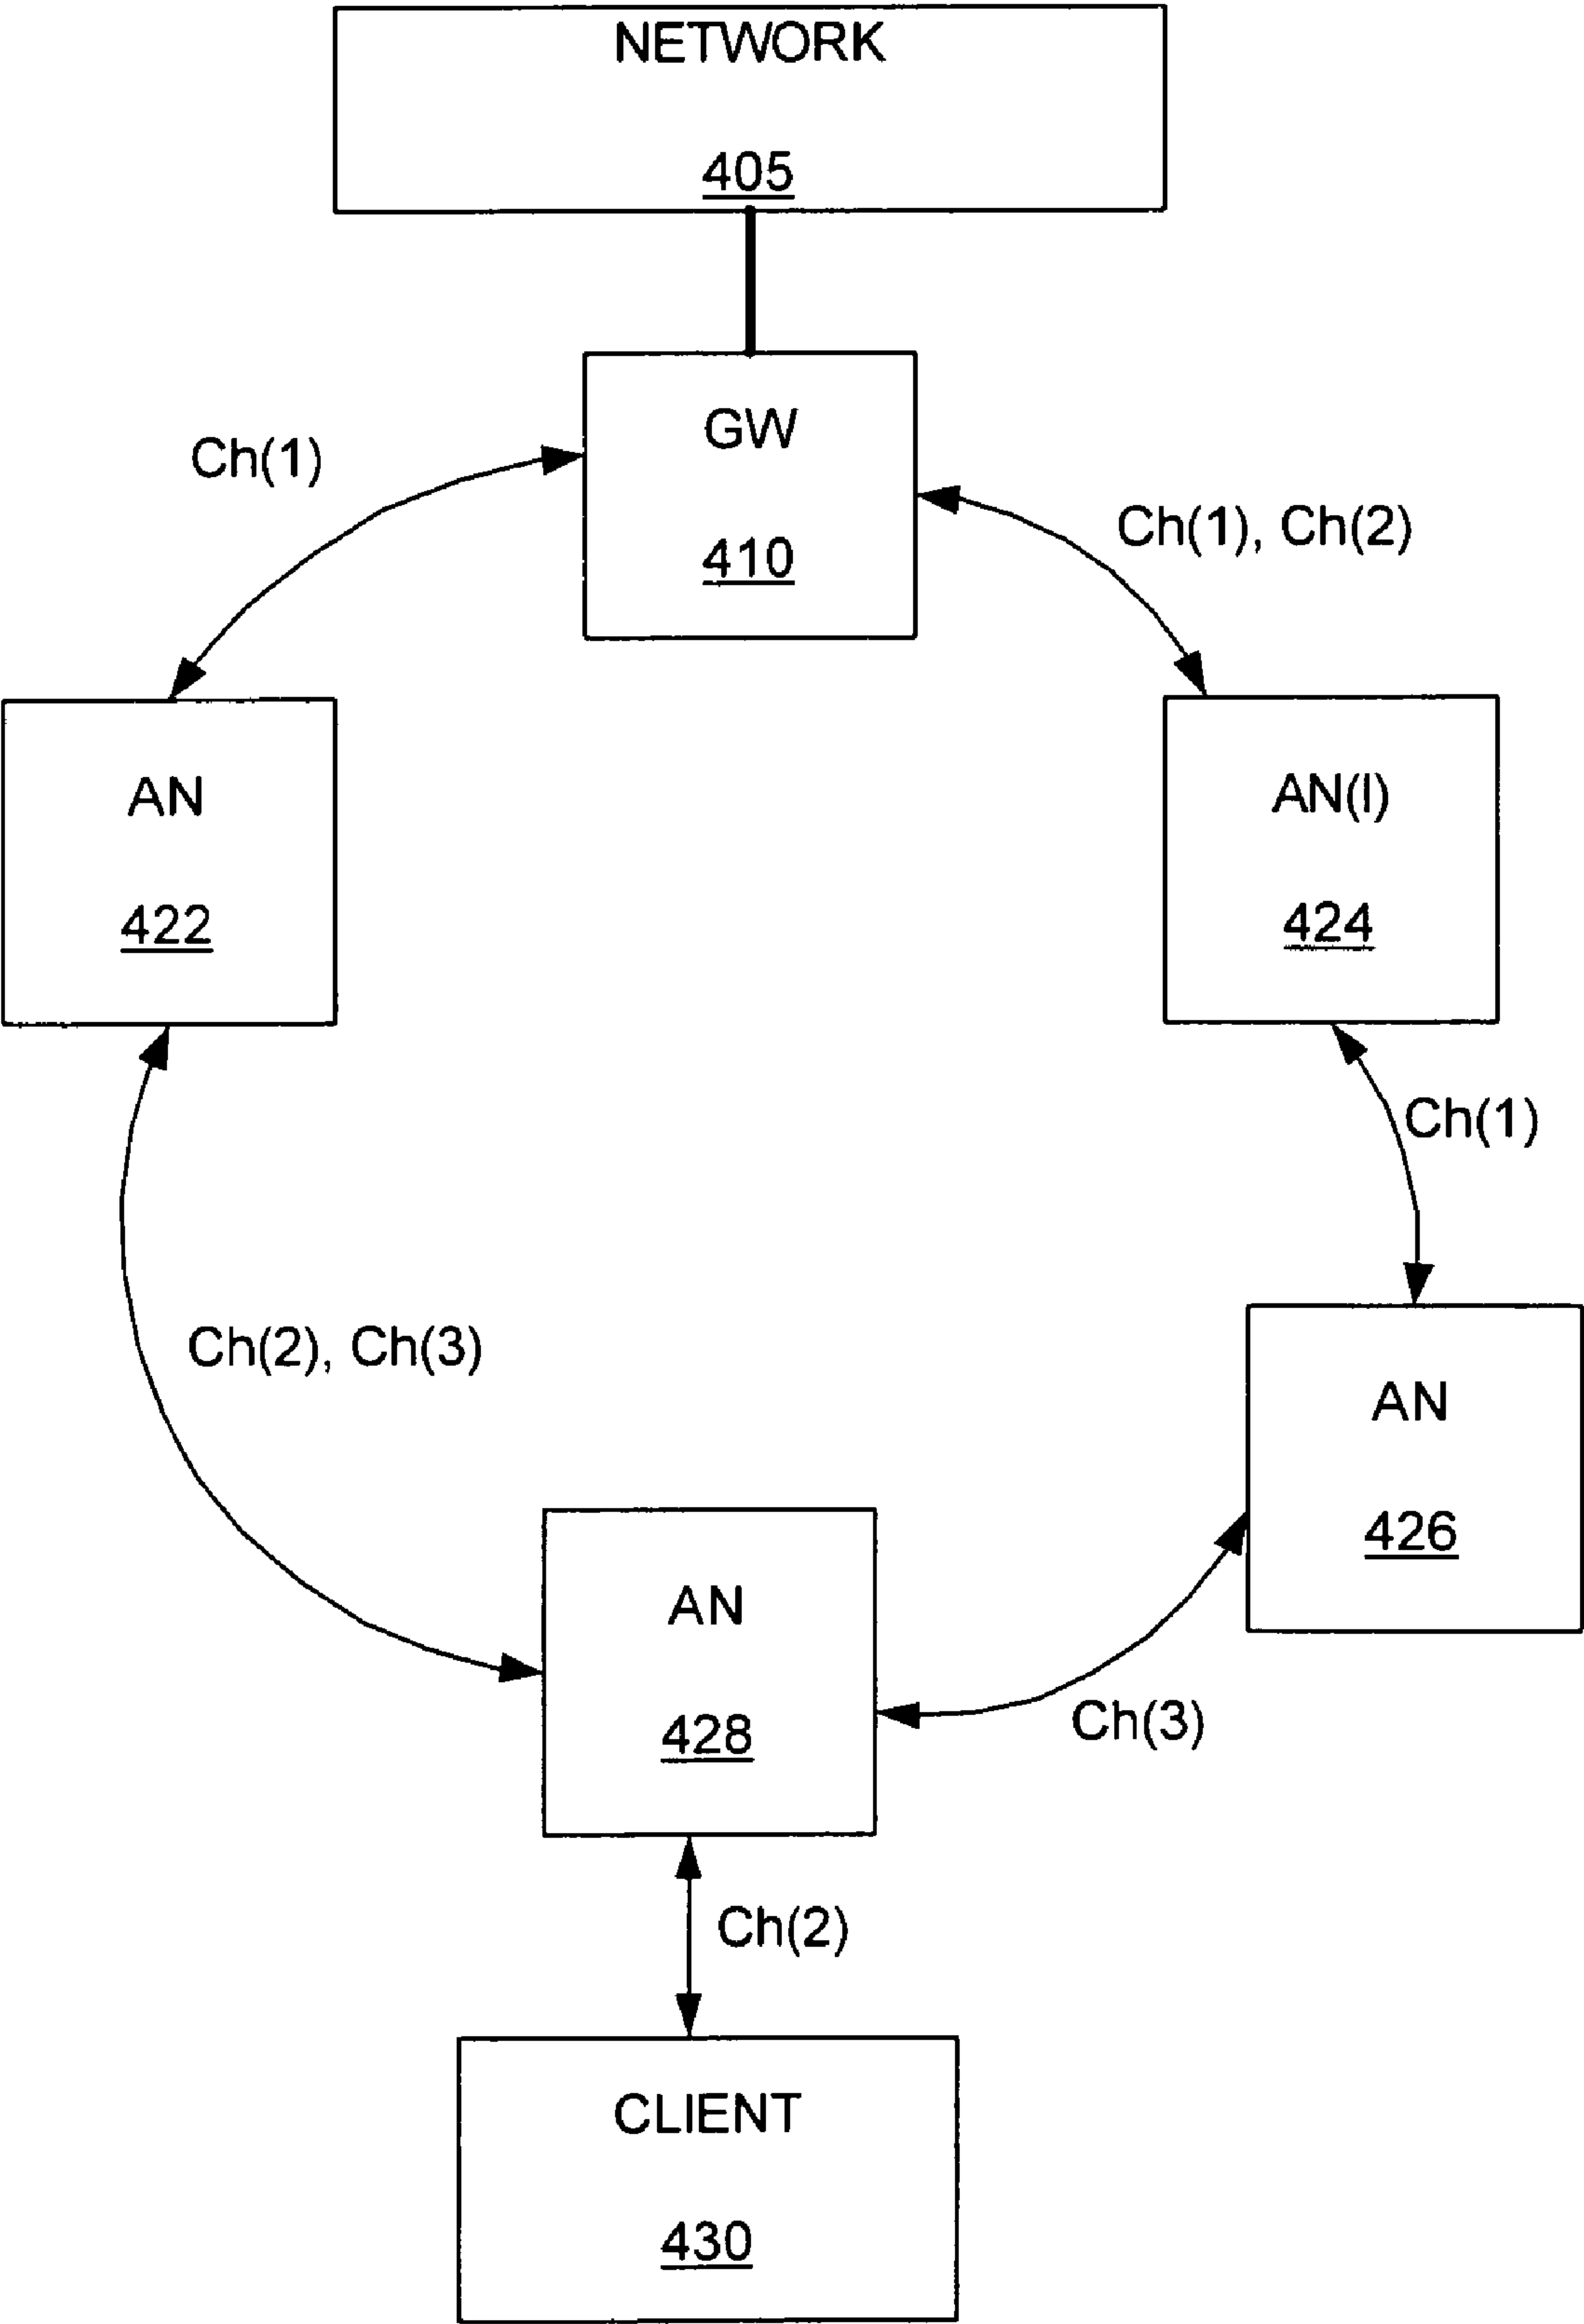 NETWORK
405
GW
410
Ch(1)
Ch(1), Ch(2)
AN
422
AN(I)
424
Ch(1)
Ch(2), Ch(3)
AN
426
AN
428
Ch(3)
Ch(2)
CLIENT
430